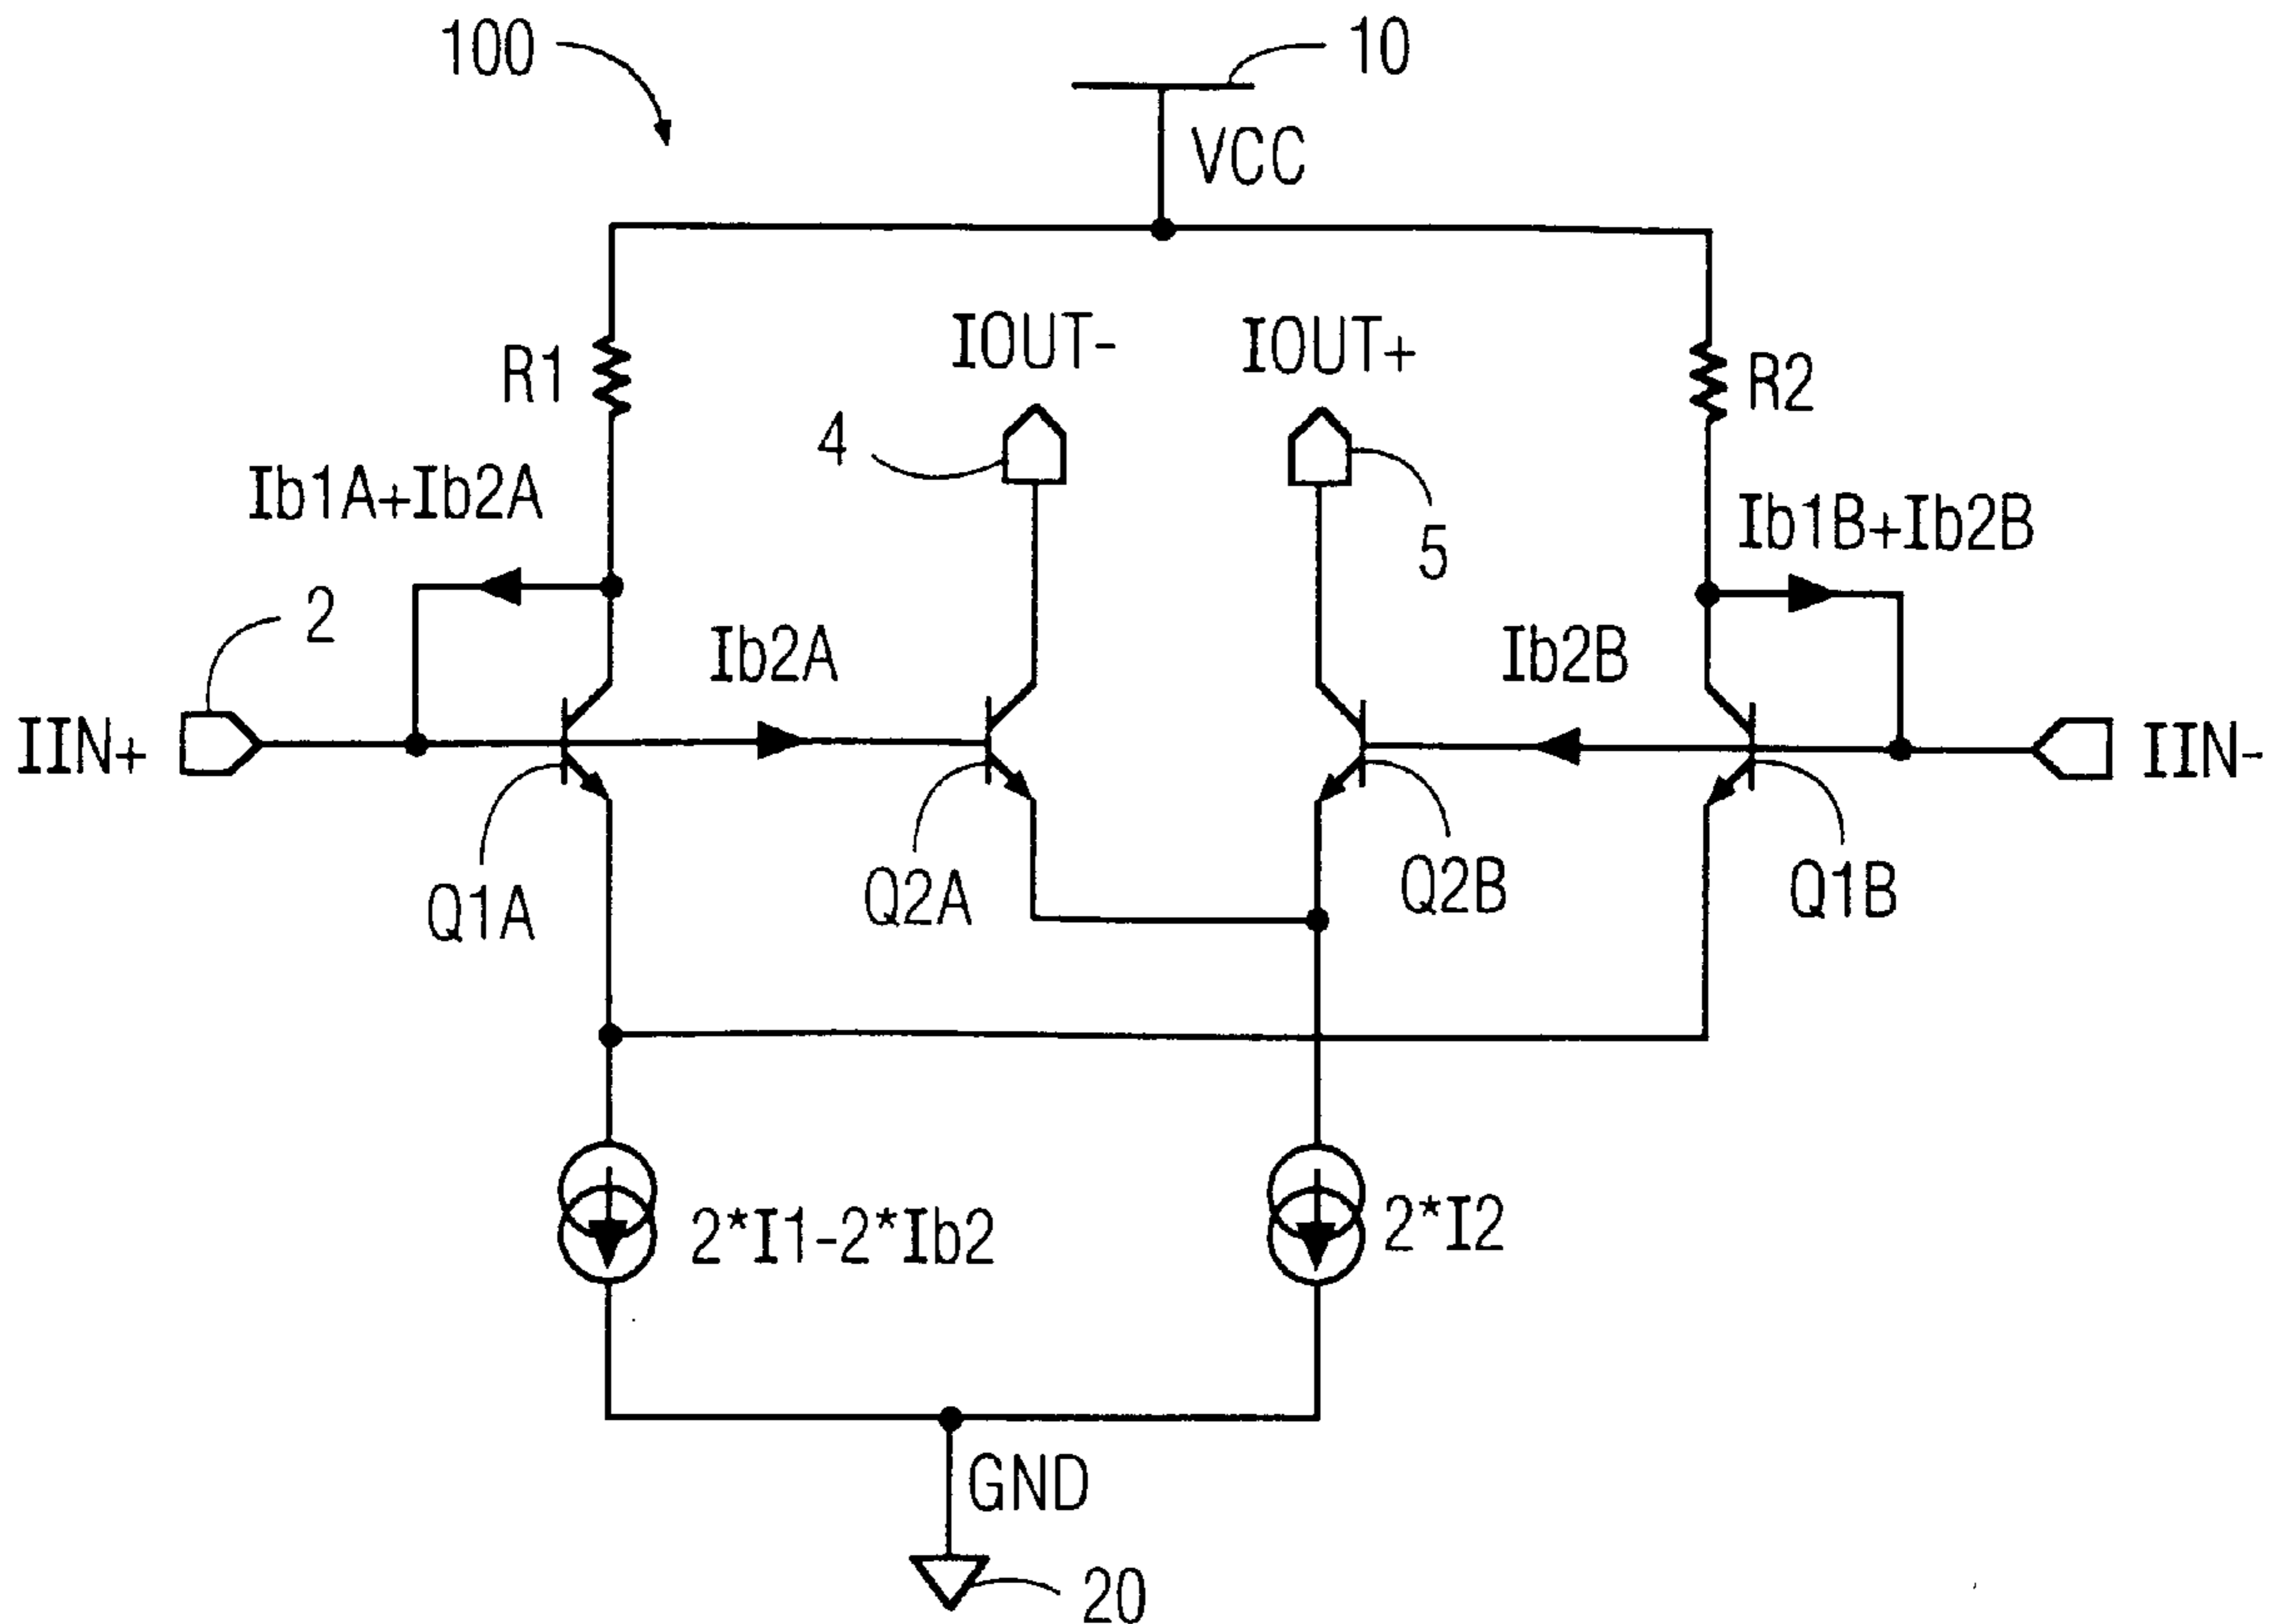 100
10
VCC
IOUT-
IOUT+
R1
R2
4
Ib1A+Ib2A
Ib1B+Ib2B
5
2
Ib2A
Ib2B
IIN+
IIN-
Q1A
Q2A
Q2B
Q1B
2*I1-2*Ib2
2*I2
GND
20